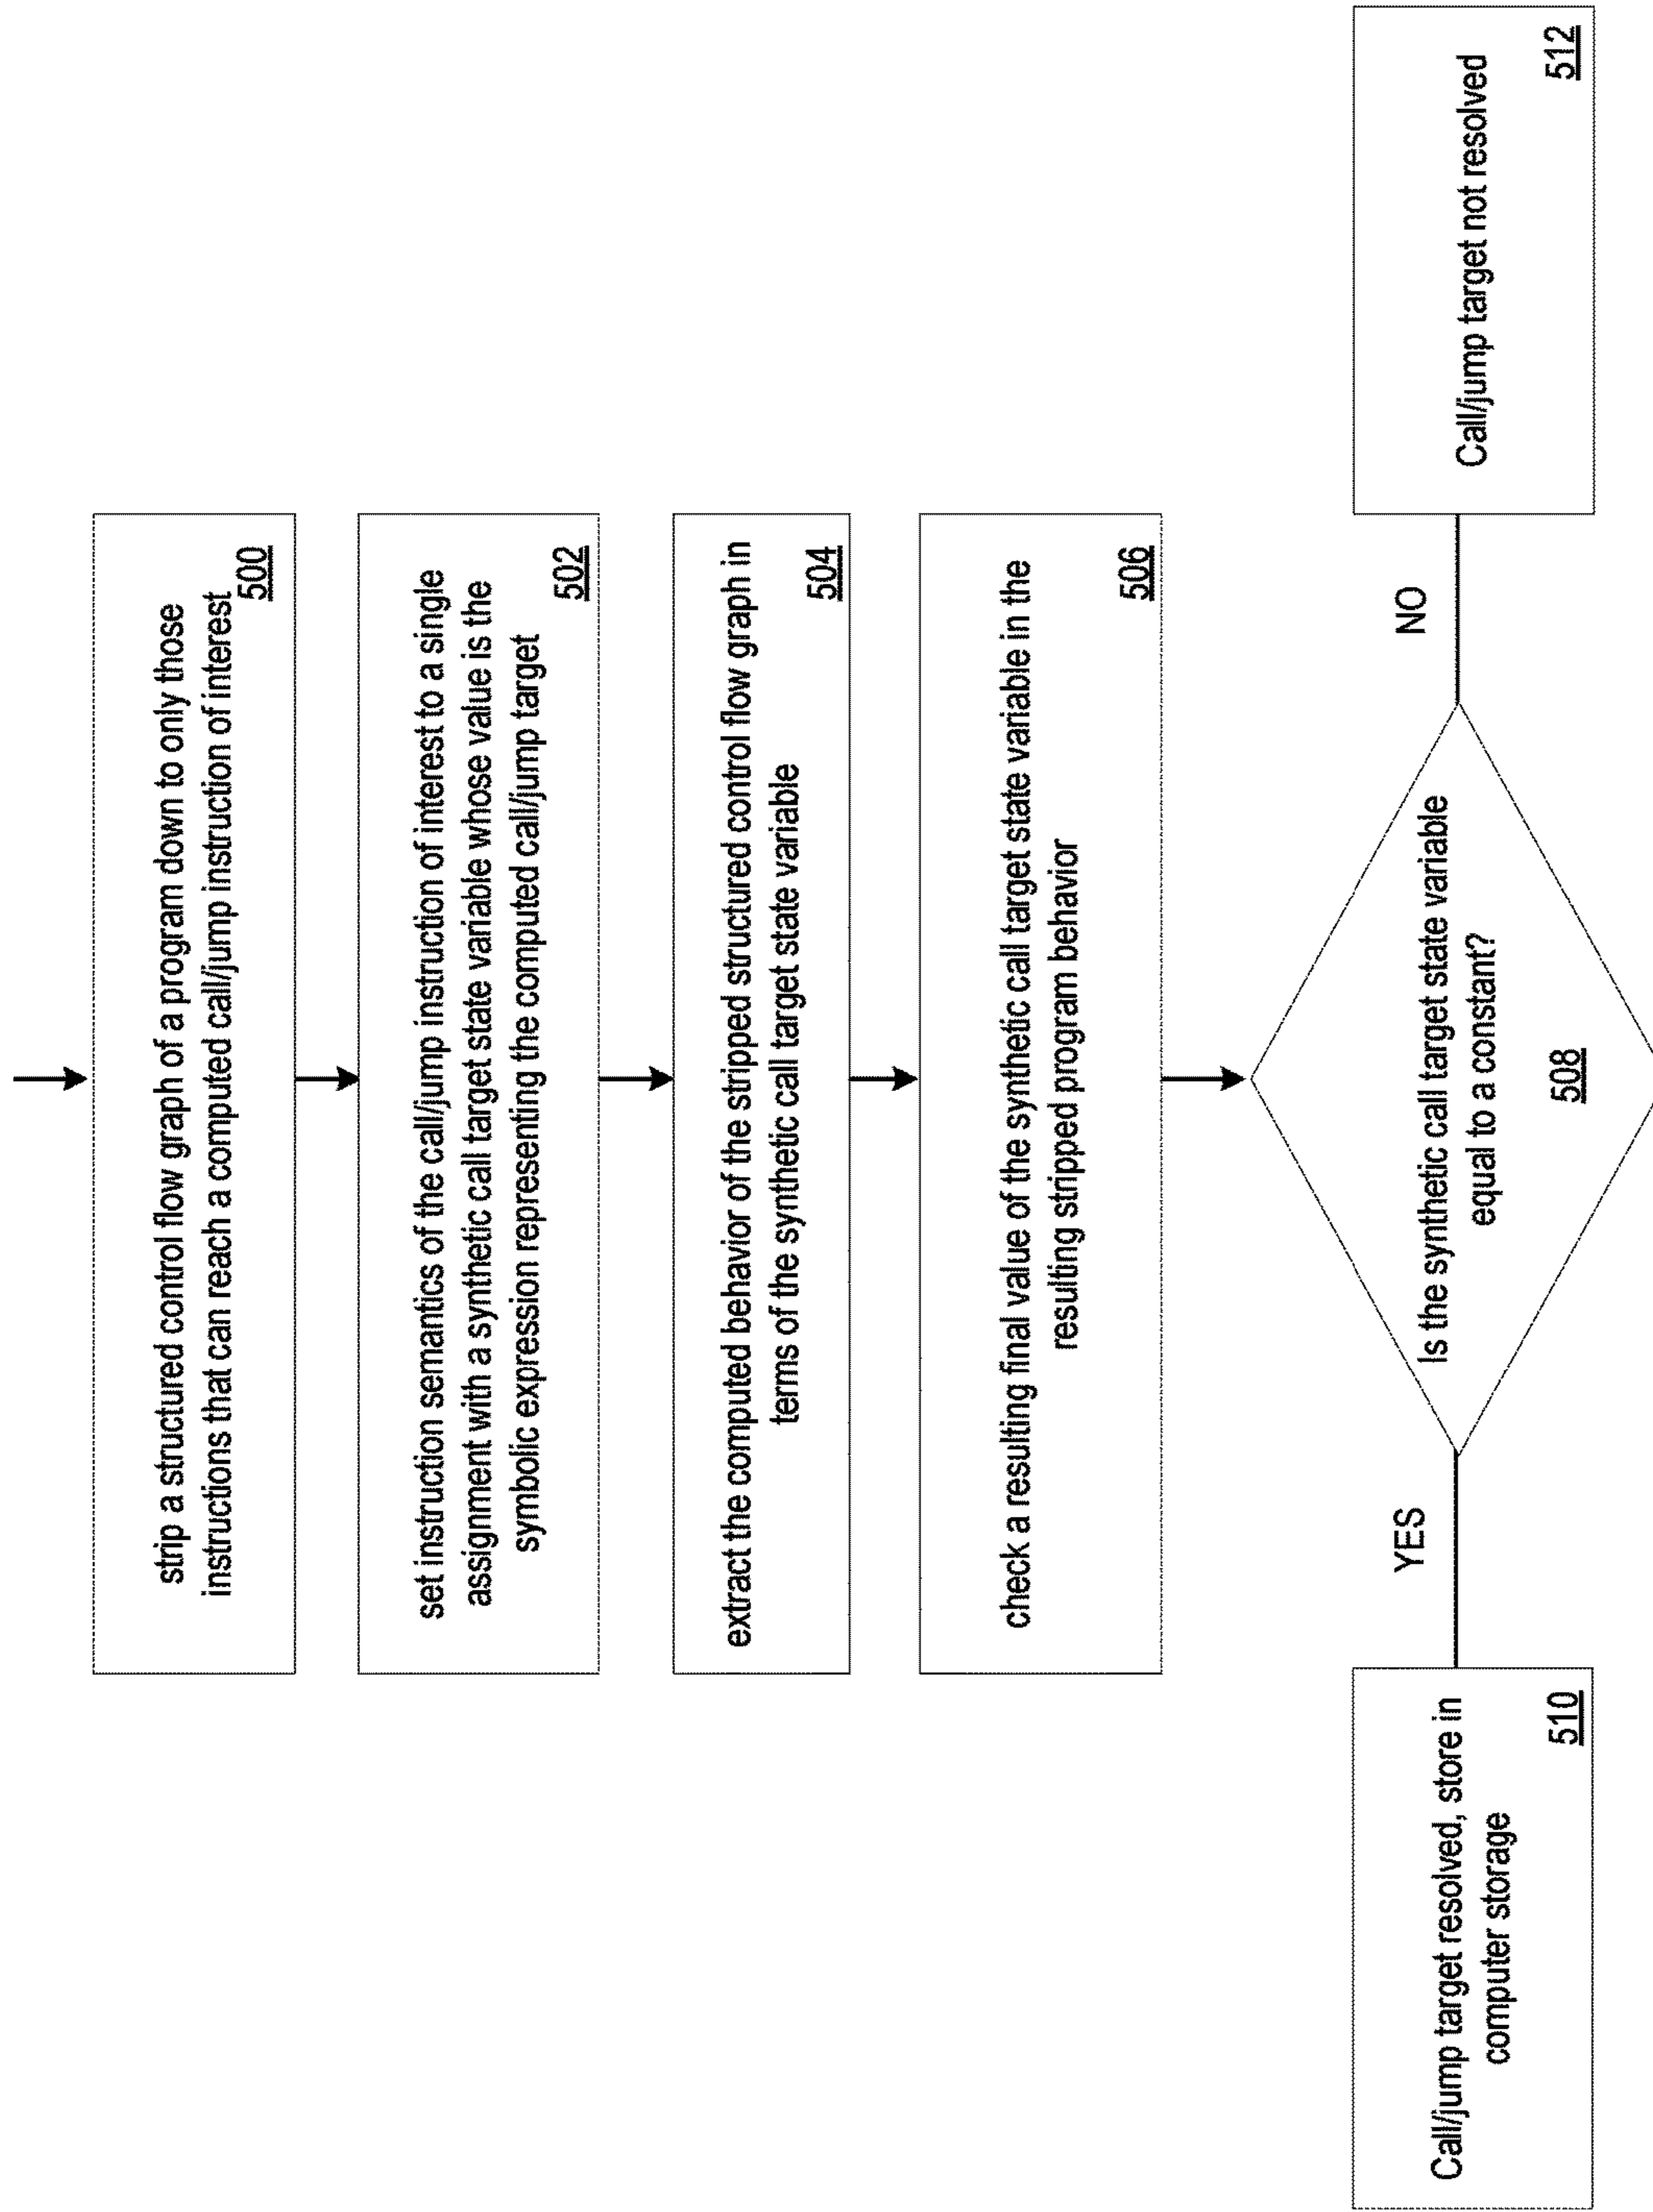 strip a structured control flow graph of a program down to only those
instructions that can reach a computed call/jump instruction of interest
500
set instruction semantics of the call/jump instruction of interest to a single
assignment with a synthetic call target state variable whose value is the
symbolic expression representing the computed call/jump target
502
extract the computed behavior of the stripped structured control flow graph in
terms of the synthetic call target state variable
504
check a resulting final value of the synthetic call target state variable in the
resulting stripped program behavior
506
Is the synthetic call target state variable
equal to a constant?
508
YES
NO
Call/jump target resolved, store in
computer storage
510
Call/jump target not resolved
512